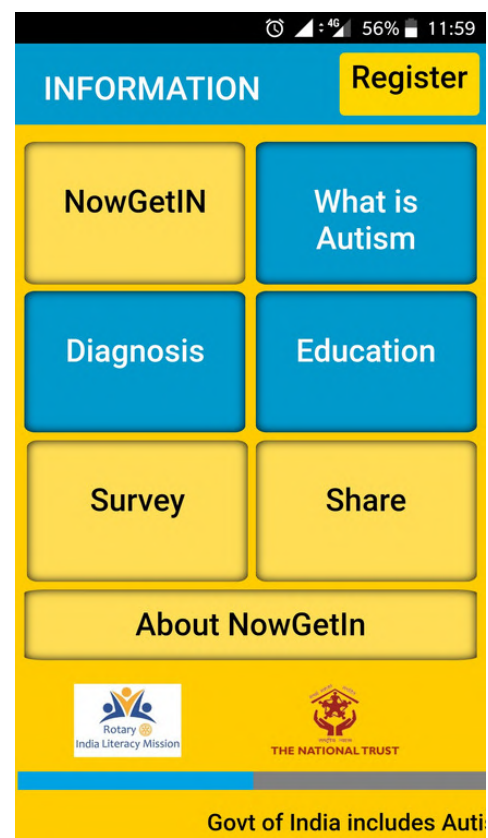 4G 56% 11:59
INFORMATION
Register
NowGetIN
What is
Autism
Diagnosis
Education
Survey
Share
About NowGetIn
Rotary
India Literacy Mission
THE NATIONAL TRUST
Govt of India includes Auti